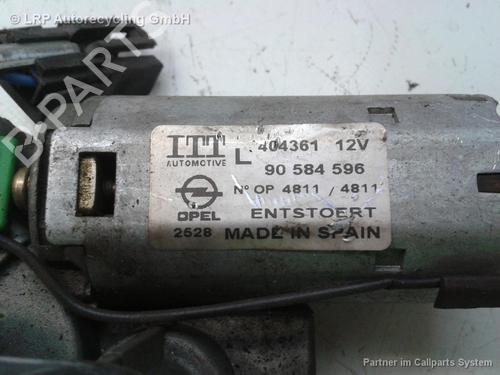 © LRP Autorecycling GmbH
B-PARTS
ITT L 404361 12V
AUTOMOTIVE 90 584 596
Nº OP 4811 / 4811
OPEL ENTSTOERT
2528 MADE IN SPAIN
Partner im Callparts System